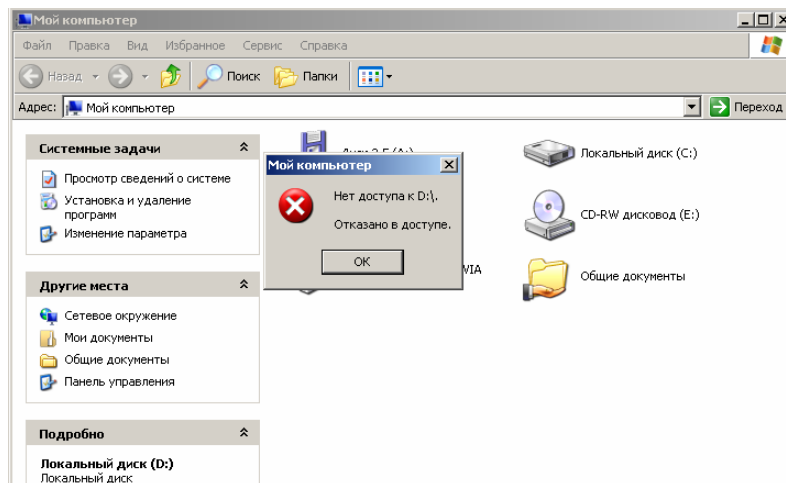 Мой компьютер
Файл Правка Вид Избранное Сервис Справка
Назад Поиск Папки
Адрес: Мой компьютер Переход
Системные задачи
Просмотр сведений о системе
Установка и удаление
программ
Изменение параметра
Другие места
Сетевое окружение
Мои документы
Общие документы
Панель управления
Подробно
Локальный диск (D:)
Локальный диск
Локальный диск (C:)
Мой компьютер
Нет доступа к D:\.
Отказано в доступе.
ОК
CD-RW дисковод (E:)
VIA
Общие документы